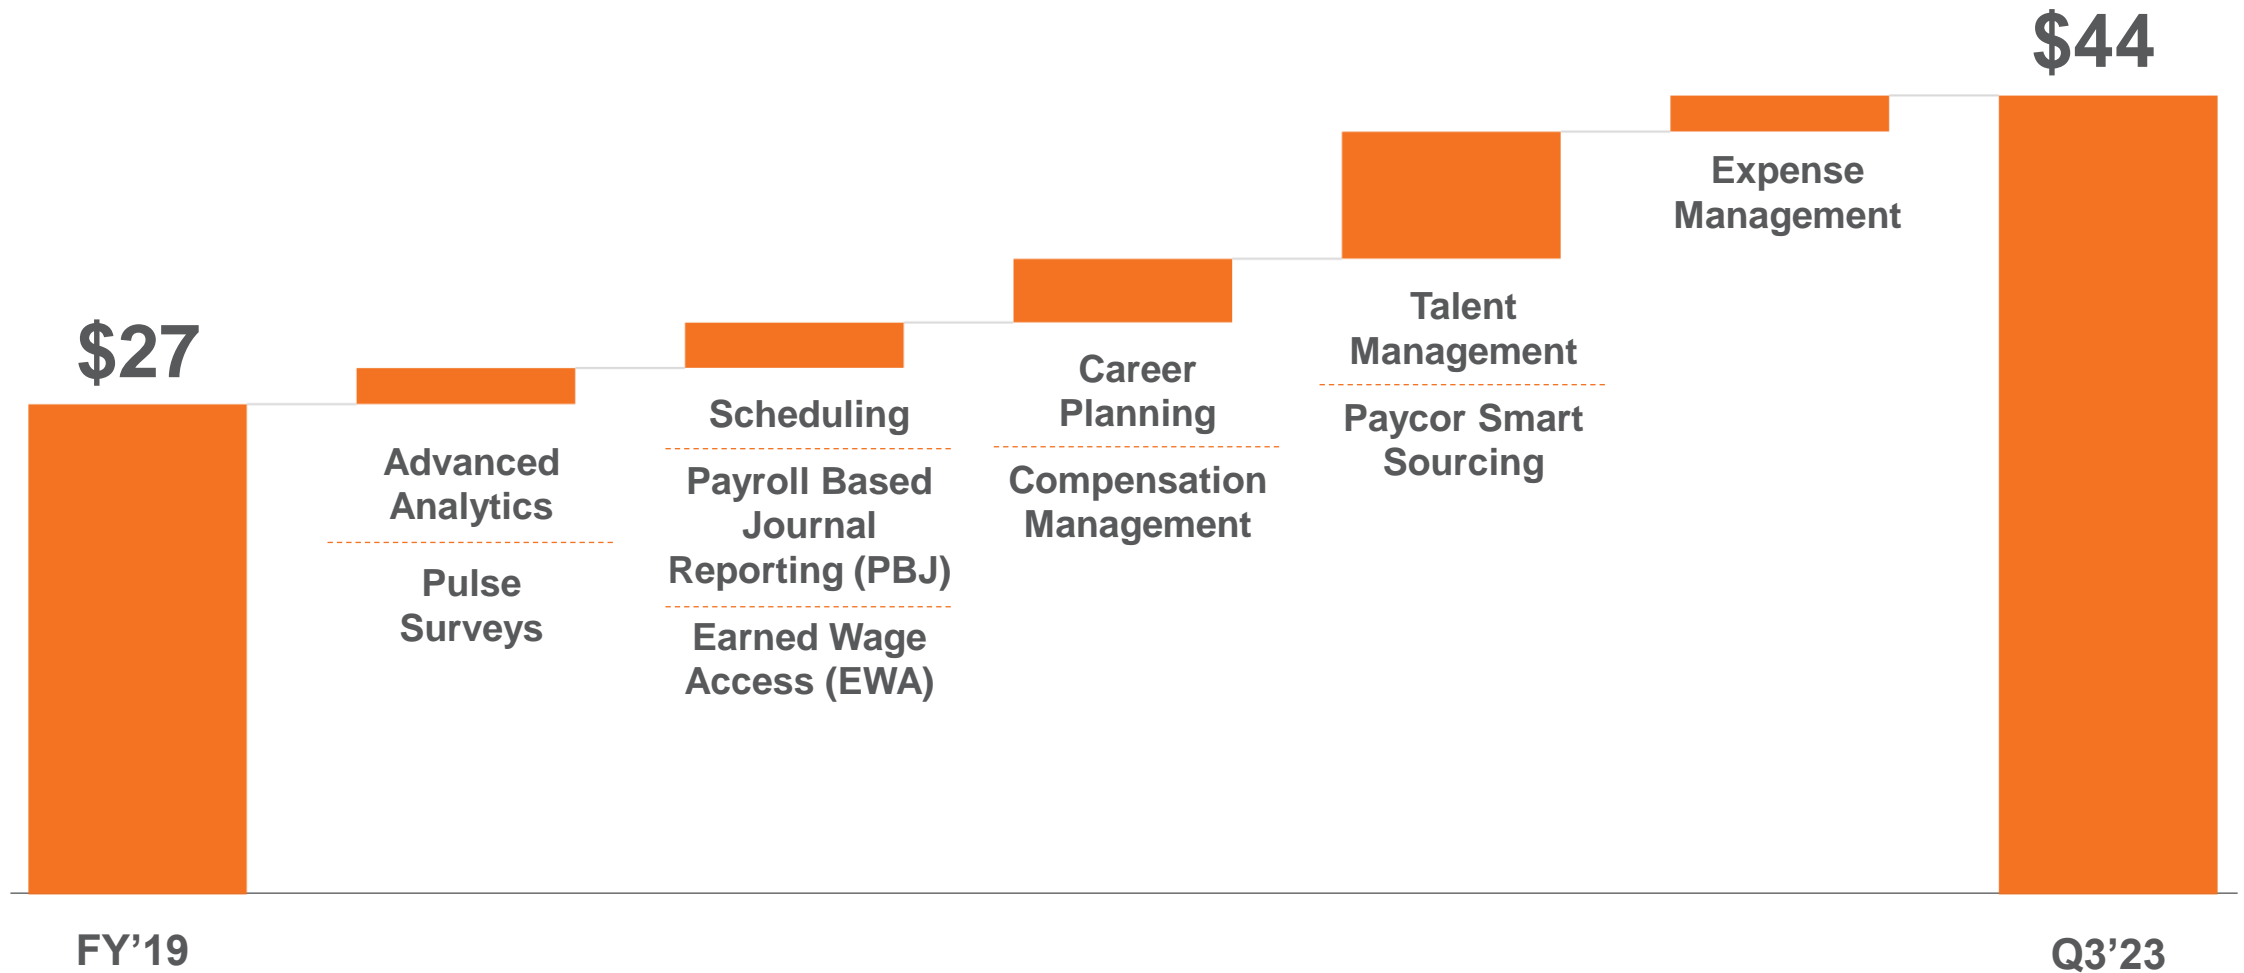 $27
Advanced
Analytics
Pulse
Surveys
Scheduling
Payroll Based
Journal
Reporting (PBJ)
Earned Wage
Access (EWA)
Career
Planning
Compensation
Management
Talent
Management
Paycor Smart
Sourcing
Expense
Management
$44
FY’19
Q3’23